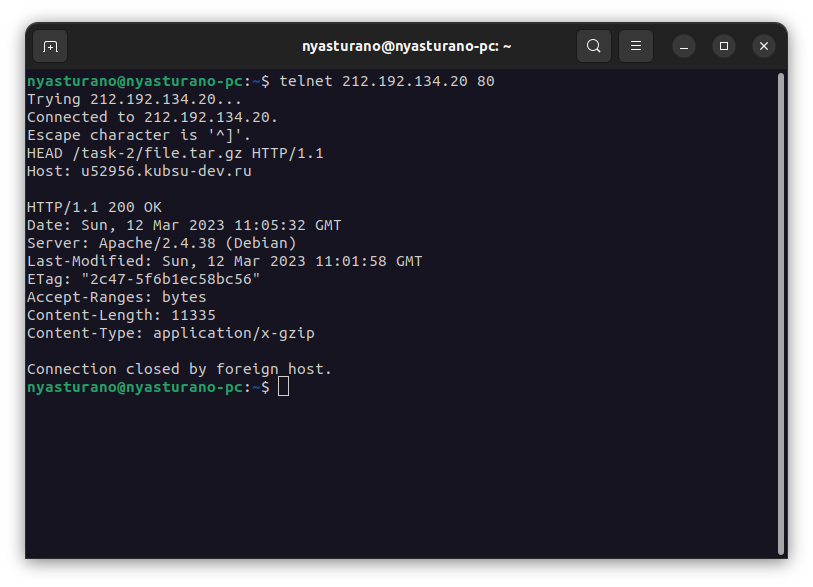 nyasturano@nyasturano-pc: ~
nyasturano@nyasturano-pc:~$ telnet 212.192.134.20 80
Trying 212.192.134.20...
Connected to 212.192.134.20.
Escape character is '^]'.
HEAD /task-2/file.tar.gz HTTP/1.1
Host: u52956.kubsu-dev.ru

HTTP/1.1 200 OK
Date: Sun, 12 Mar 2023 11:05:32 GMT
Server: Apache/2.4.38 (Debian)
Last-Modified: Sun, 12 Mar 2023 11:01:58 GMT
ETag: "2c47-5f6b1ec58bc56"
Accept-Ranges: bytes
Content-Length: 11335
Content-Type: application/x-gzip

Connection closed by foreign host.
nyasturano@nyasturano-pc:~$